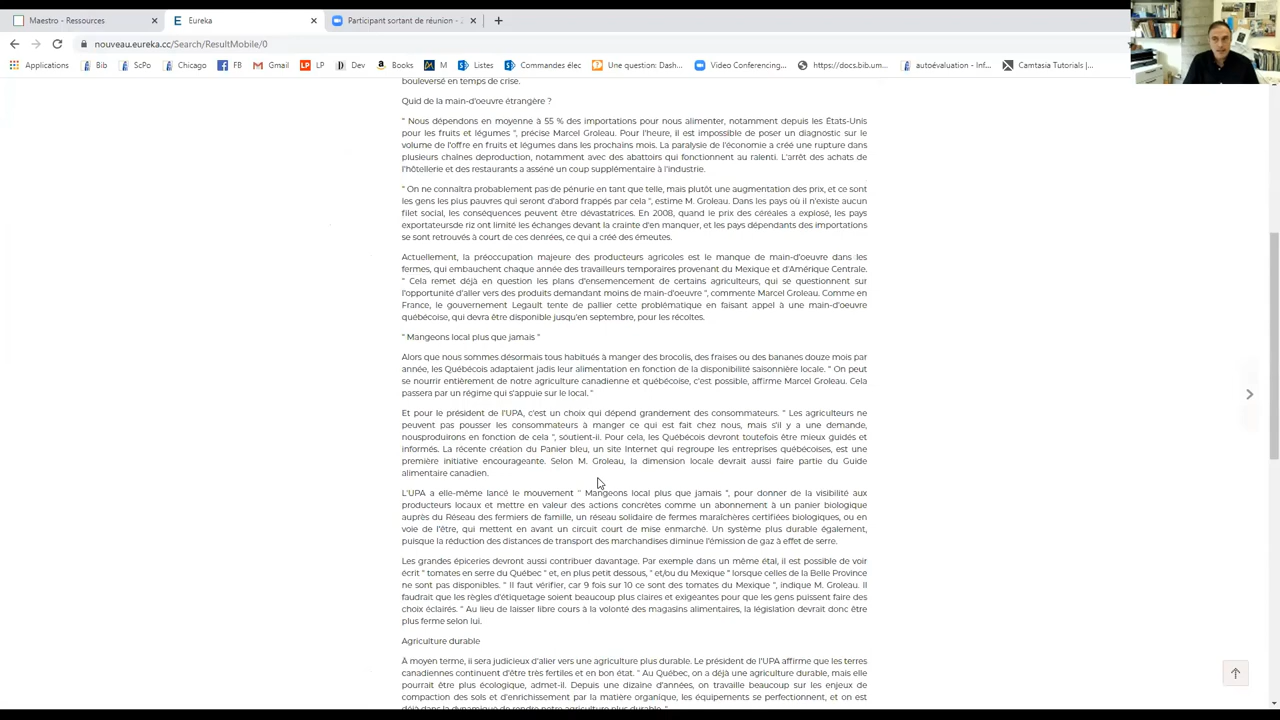 Maestro - Ressources
Eureka
Participant sortant de réunion -
nouveau.eureka.cc/Search/ResultMobile/0
Applications Bib ScPo Chicago FB Gmail LP Dev Books M Listes Commandes élec Une question: Dash... Video Conferencing... https://docs.bib.um... autoévaluation - Inf... Camtasia Tutorials |...
bouleversé en temps de crise.
Quid de la main-d'oeuvre étrangère ?
" Nous dépendons en moyenne à 55 % des importations pour nous alimenter, notamment depuis les États-Unis
pour les fruits et légumes ", précise Marcel Groleau. Pour l'heure, il est impossible de poser un diagnostic sur le
volume de l'offre en fruits et légumes dans les prochains mois. La paralysie de l'économie a créé une rupture dans
plusieurs chaînes deproduction, notamment avec des abattoirs qui fonctionnent au ralenti. L'arrêt des achats de
l'hôtellerie et des restaurants a asséné un coup supplémentaire à l'industrie.
" On ne connaîtra probablement pas de pénurie en tant que telle, mais plutôt une augmentation des prix, et ce sont
les gens les plus pauvres qui seront d'abord frappés par cela ", estime M. Groleau. Dans les pays où il n'existe aucun
filet social, les conséquences peuvent être dévastatrices. En 2008, quand le prix des céréales a explosé, les pays
exportateursde riz ont limité les échanges devant la crainte d'en manquer, et les pays dépendants des importations
se sont retrouvés à court de ces denrées, ce qui a créé des émeutes.
Actuellement, la préoccupation majeure des producteurs agricoles est le manque de main-d'oeuvre dans les
fermes, qui embauchent chaque année des travailleurs temporaires provenant du Mexique et d'Amérique Centrale.
" Cela remet déjà en question les plans d'ensemencement de certains agriculteurs, qui se questionnent sur
l'opportunité d'aller vers des produits demandant moins de main-d'oeuvre ", commente Marcel Groleau. Comme en
France, le gouvernement Legault tente de pallier cette problématique en faisant appel à une main-d'oeuvre
québécoise, qui devra être disponible jusqu'en septembre, pour les récoltes.
" Mangeons local plus que jamais "
Alors que nous sommes désormais tous habitués à manger des brocolis, des fraises ou des bananes douze mois par
année, les Québécois adaptaient jadis leur alimentation en fonction de la disponibilité saisonnière locale. " On peut
se nourrir entièrement de notre agriculture canadienne et québécoise, c'est possible, affirme Marcel Groleau. Cela
passera par un régime qui s'appuie sur le local. "
Et pour le président de l'UPA, c'est un choix qui dépend grandement des consommateurs. " Les agriculteurs ne
peuvent pas pousser les consommateurs à manger ce qui est fait chez nous, mais s'il y a une demande,
nousproduirons en fonction de cela ", soutient-il. Pour cela, les Québécois devront toutefois être mieux guidés et
informés. La récente création du Panier bleu, un site Internet qui regroupe les entreprises québécoises, est une
première initiative encourageante. Selon M. Groleau, la dimension locale devrait aussi faire partie du Guide
alimentaire canadien.
L'UPA a elle-même lancé le mouvement " Mangeons local plus que jamais ", pour donner de la visibilité aux
producteurs locaux et mettre en valeur des actions concrètes comme un abonnement à un panier biologique
auprès du Réseau des fermiers de famille, un réseau solidaire de fermes maraîchères certifiées biologiques, ou en
voie de l'être, qui mettent en avant un circuit court de mise enmarché. Un système plus durable également,
puisque la réduction des distances de transport des marchandises diminue l'émission de gaz à effet de serre.
Les grandes épiceries devront aussi contribuer davantage. Par exemple dans un même étal, il est possible de voir
écrit " tomates en serre du Québec " et, en plus petit dessous, " et/ou du Mexique " lorsque celles de la Belle Province
ne sont pas disponibles. " Il faut vérifier, car 9 fois sur 10 ce sont des tomates du Mexique ", indique M. Groleau. Il
faudrait que les règles d'étiquetage soient beaucoup plus claires et exigeantes pour que les gens puissent faire des
choix éclairés. " Au lieu de laisser libre cours à la volonté des magasins alimentaires, la législation devrait donc être
plus ferme selon lui.
Agriculture durable
À moyen terme, il sera judicieux d'aller vers une agriculture plus durable. Le président de l'UPA affirme que les terres
canadiennes continuent d'être très fertiles et en bon état. " Au Québec, on a déjà une agriculture durable, mais elle
pourrait être plus écologique, admet-il. Depuis une dizaine d'années, on travaille beaucoup sur les enjeux de
compaction des sols et d'enrichissement par la matière organique, les équipements se perfectionnent, et on est
déjà dans la dynamique de rendre notre agriculture plus durable. "